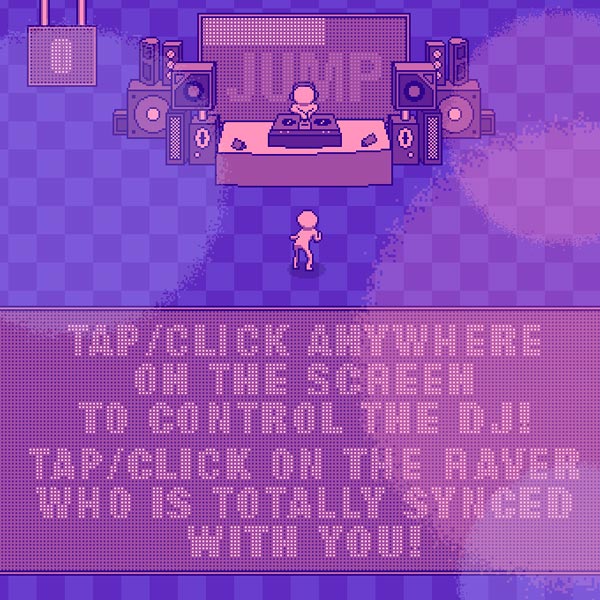 0
JUMP
TAP/CLICK ANYWHERE
ON THE SCREEN
TO CONTROL THE DJ!
TAP/CLICK ON THE RAVER
WHO IS TOTALLY SYNCED
WITH YOU!